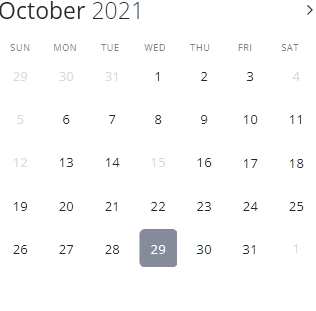 October 2021
SUN MON TUE WED THU FRI SAT
29 30 31 1 2 3 4
5 6 7 8 9 10 11
12 13 14 15 16 17 18
19 20 21 22 23 24 25
26 27 28 29 30 31 1